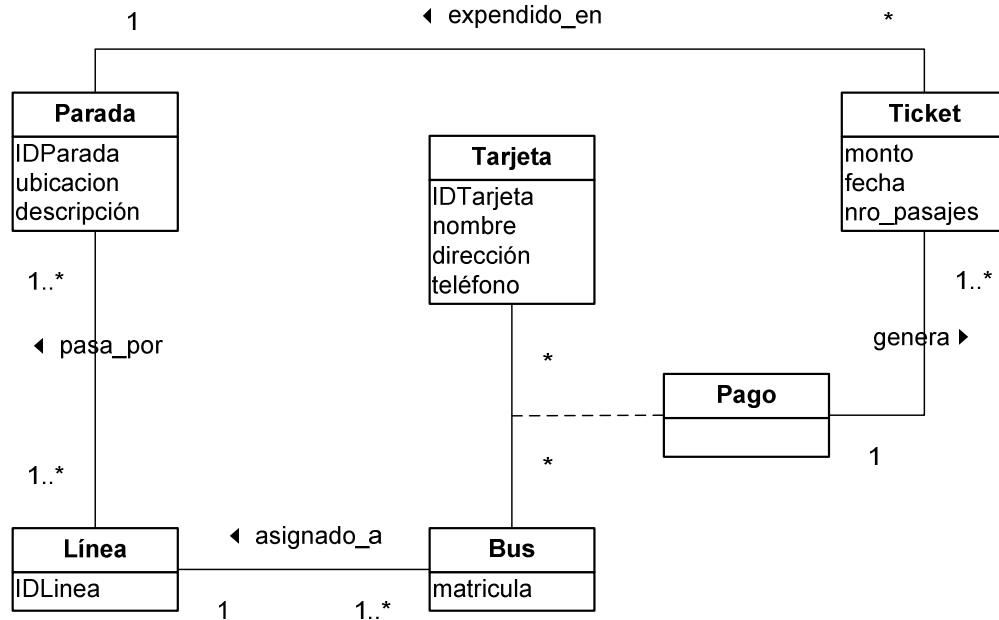 1
◄ expendido_en
*
Parada
IDParada
ubicacion
descripción
Ticket
monto
fecha
nro_pasajes
Tarjeta
IDTarjeta
nombre
dirección
teléfono
1..*
1..*
◄ pasa_por
genera ►
*
Pago
*
1
1..*
Línea
IDLinea
◄ asignado_a
Bus
matricula
1
1..*